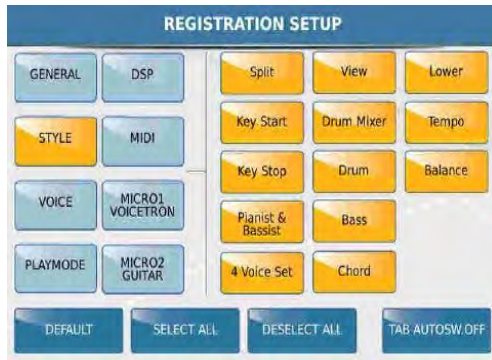 REGISTRATION SETUP
GENERAL DSP
STYLE MIDI
VOICE MICRO1
VOICETRON
PLAYMODE MICRO2
GUITAR
Split View Lower
Key Start Drum Mixer Tempo
Key Stop Drum Balance
Pianist &
Bassist Bass
4 Voice Set Chord
DEFAULT SELECT ALL DESELECT ALL TAB AUTOSW.OFF